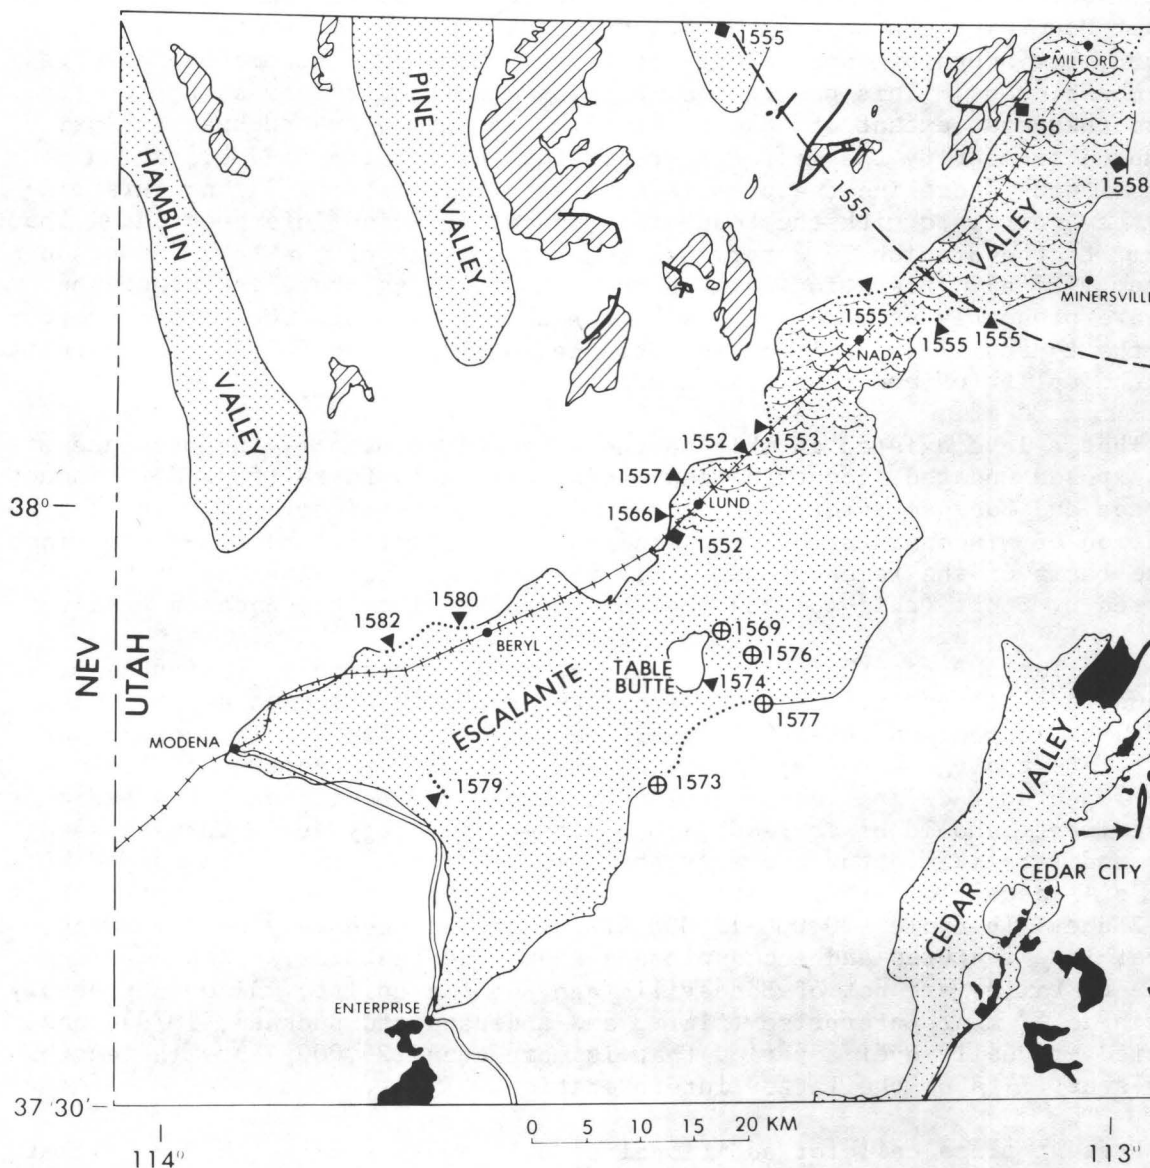 1555
MILFORD
PINE
1556
HAMBLIN
1558
VALLEY
1555
VALLEY
MINERSVILLE
1555
1555
1555
NADA
VALLEY
1552
1553
1557
38°
LUND
1566
1552
1580
1582
BERYL
1569
NEV
UTAH
1576
TABLE
BUTTE
1574
ESCALANTE
1577
VALLEY
MODENA
1579
1573
CEDAR CITY
CEDAR
ENTERPRISE
37°30'
0 5 10 15 20 KM
114°
113°